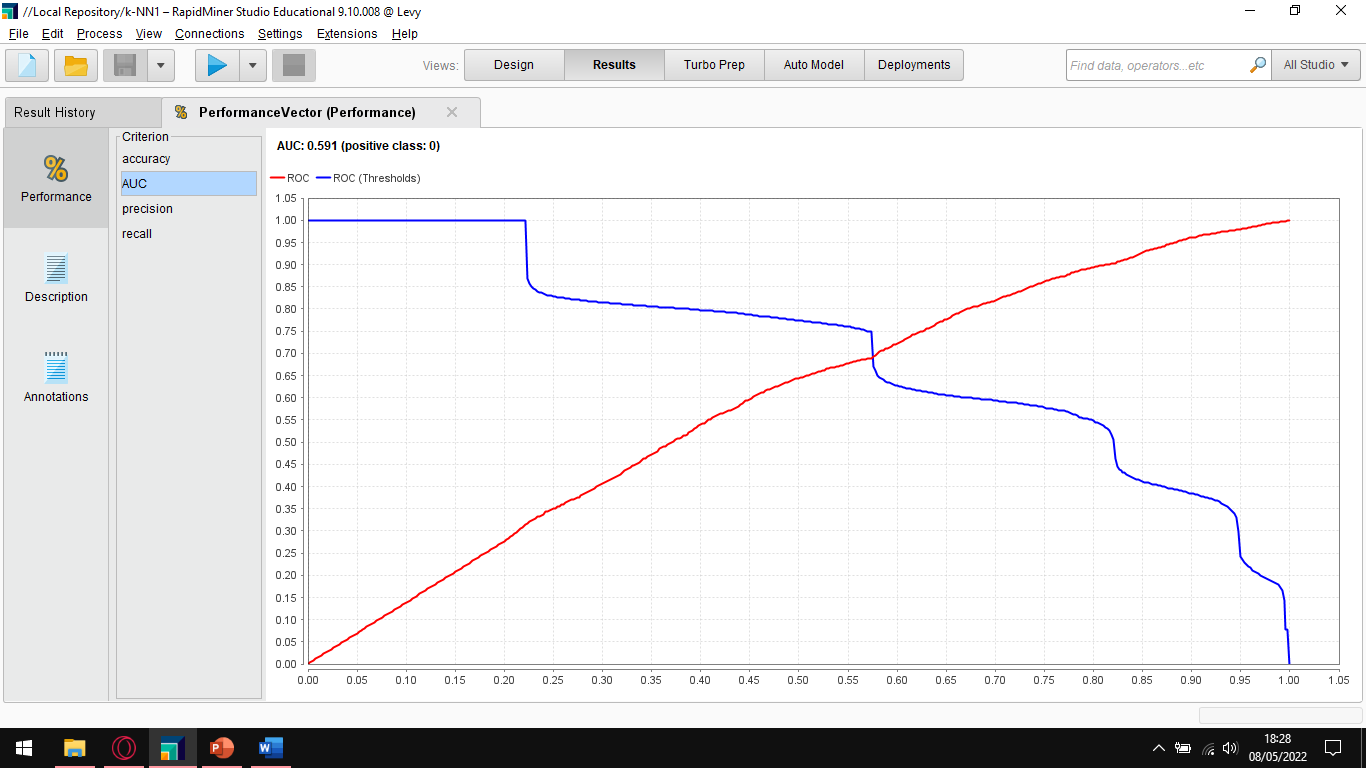 //Local Repository/k-NN1 – RapidMiner Studio Educational 9.10.008 @ Levy
File Edit Process View Connections Settings Extensions Help
Views: Design Results Turbo Prep Auto Model Deployments Find data, operators...etc All Studio
Result History PerformanceVector (Performance)
Performance
Description
Annotations
Criterion
accuracy
AUC
precision
recall
AUC: 0.591 (positive class: 0)
ROC ROC (Thresholds)
1.05
1.00
0.95
0.90
0.85
0.80
0.75
0.70
0.65
0.60
0.55
0.50
0.45
0.40
0.35
0.30
0.25
0.20
0.15
0.10
0.05
0.00
0.00 0.05 0.10 0.15 0.20 0.25 0.30 0.35 0.40 0.45 0.50 0.55 0.60 0.65 0.70 0.75 0.80 0.85 0.90 0.95 1.00 1.05
18:28
08/05/2022